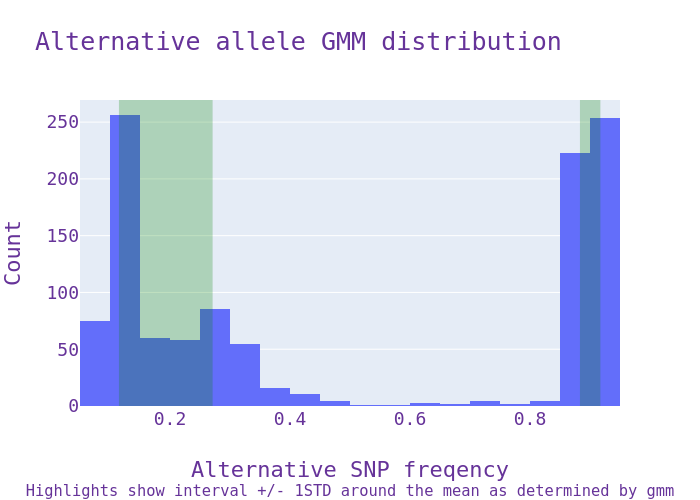 Alternative allele GMM distribution
250
200
150
100
50
0
Count
0.2 0.4 0.6 0.8
Alternative SNP freqency
Highlights show interval +/- 1STD around the mean as determined by gmm